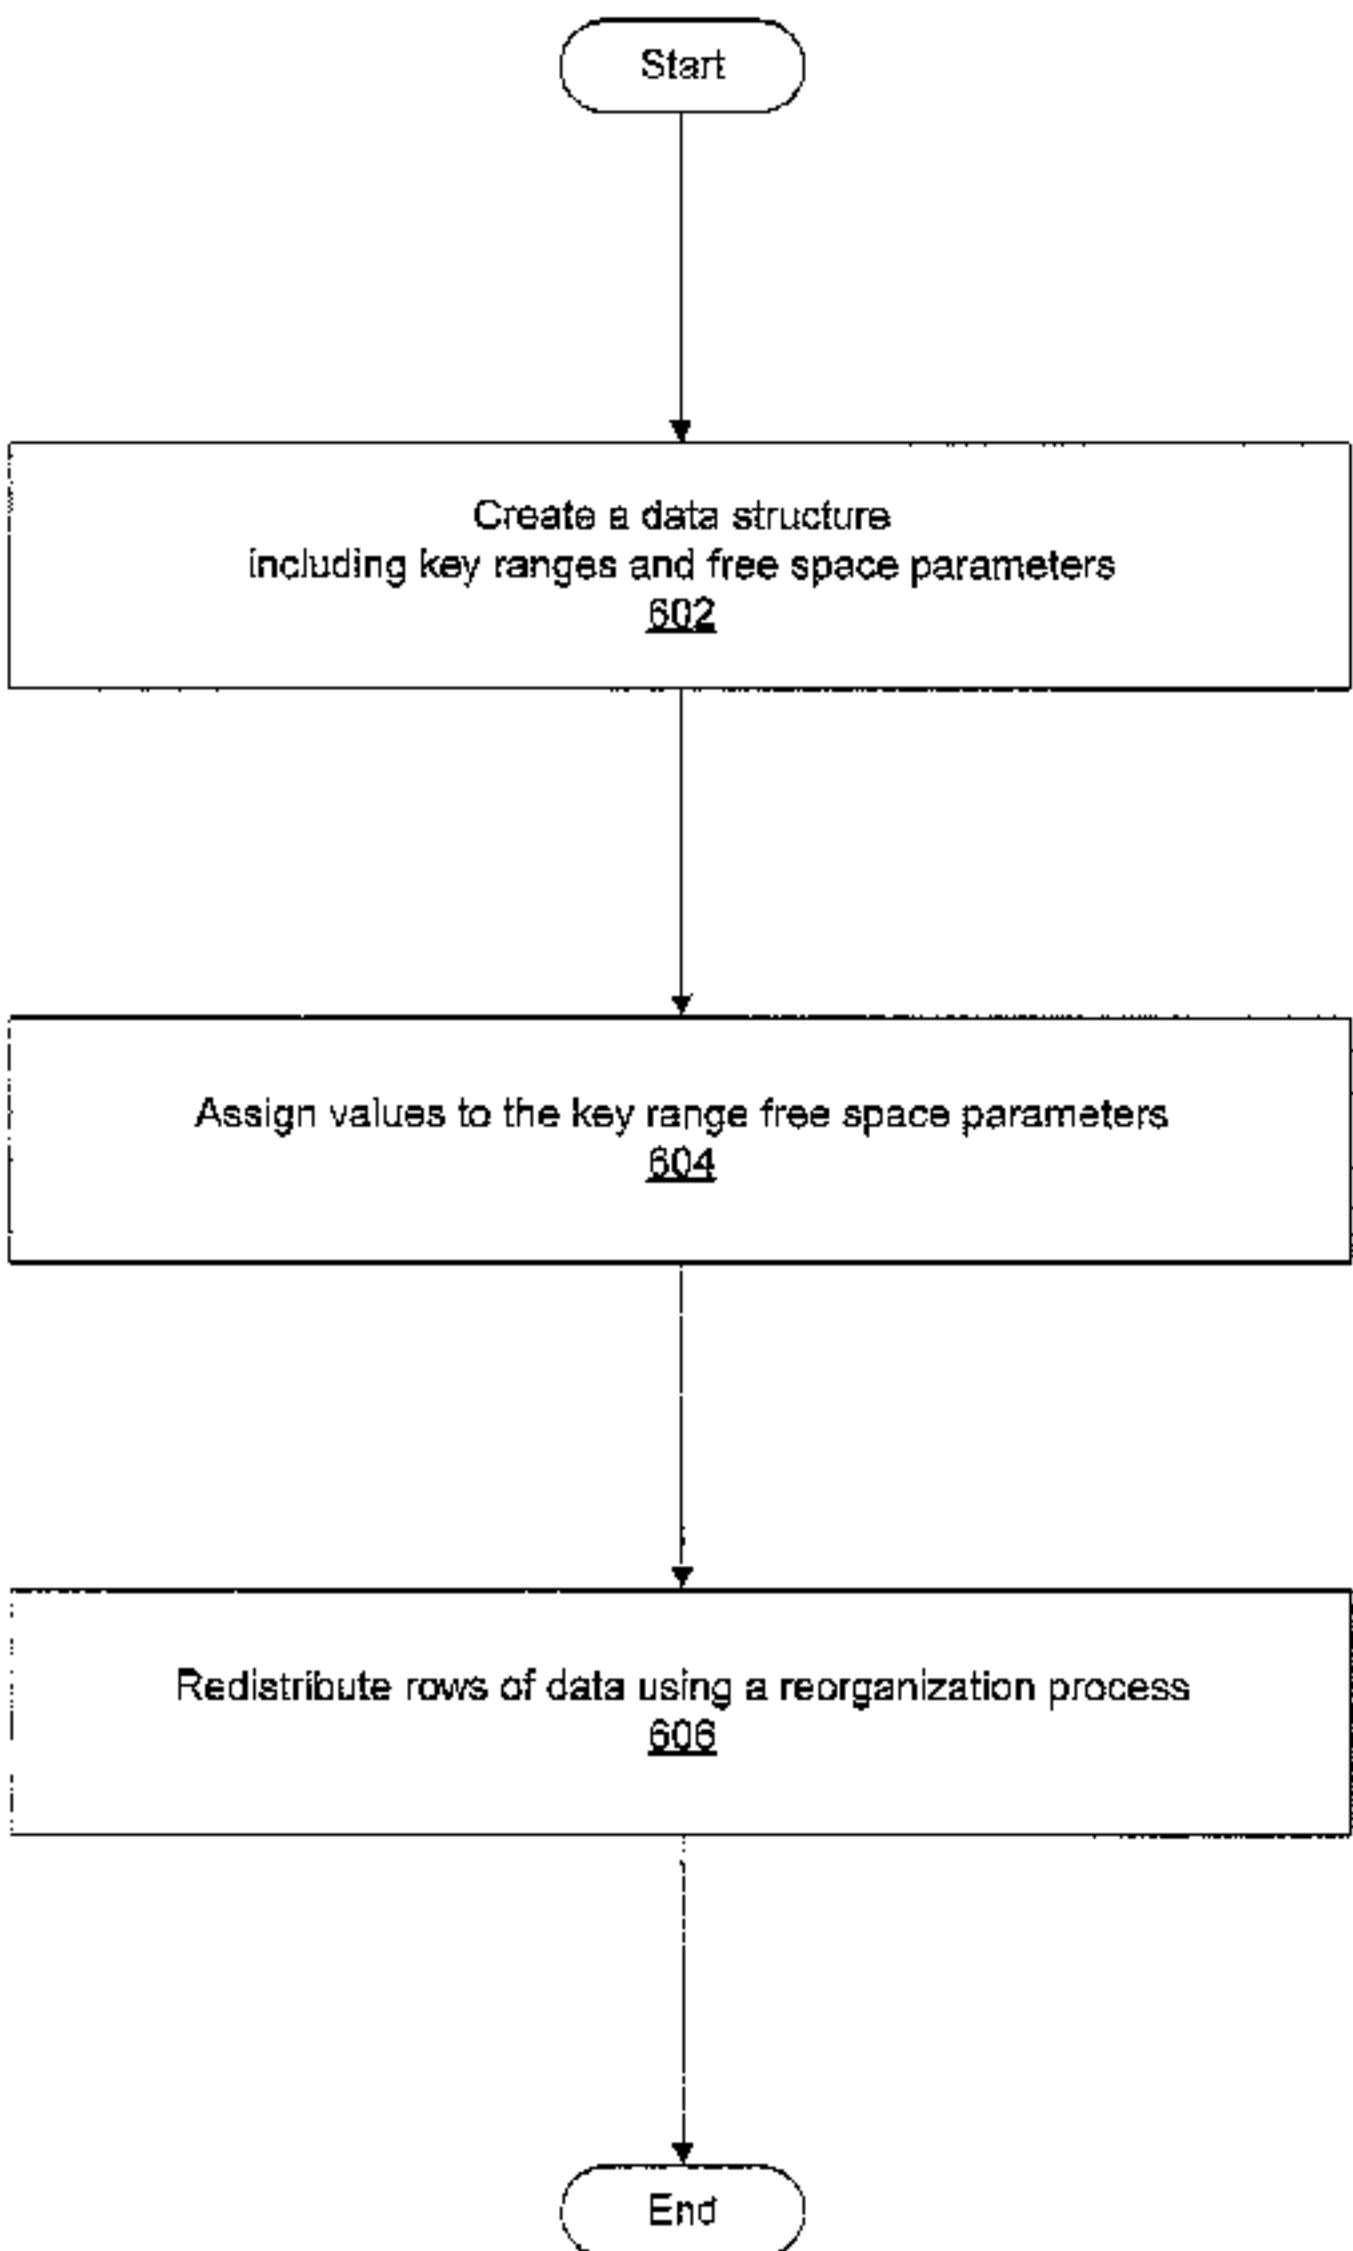 Start
Create a data structure
including key ranges and free space parameters
602
Assign values to the key range free space parameters
604
Redistribute rows of data using a reorganization process
606
End